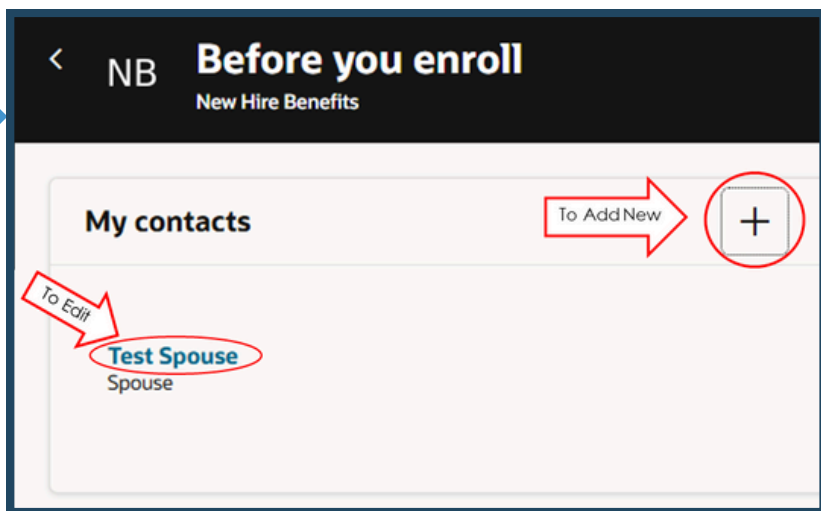 NB
Before you enroll
New Hire Benefits
My contacts
To Add New
+
To Edit
Test Spouse
Spouse